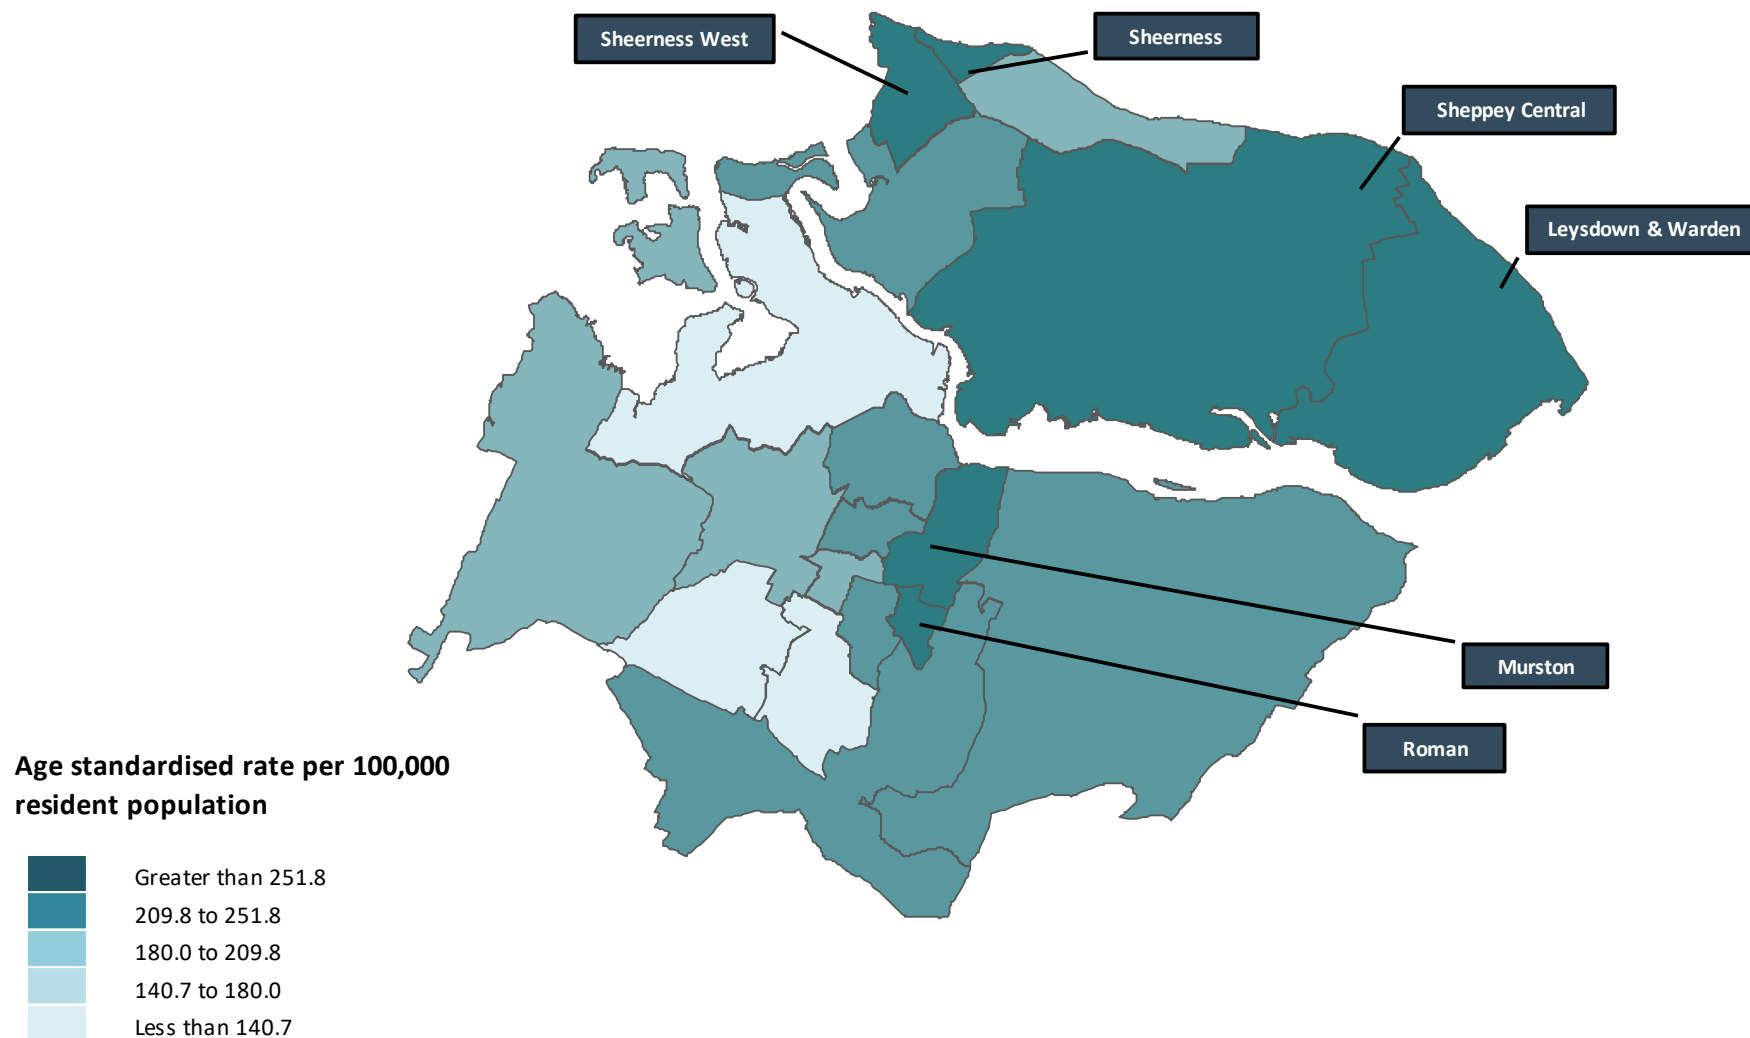 Sheerness West
Sheerness
Sheppey Central
Leysdown & Warden
Murston
Roman
Age standardised rate per 100,000
resident population
Greater than 251.8
209.8 to 251.8
180.0 to 209.8
140.7 to 180.0
Less than 140.7